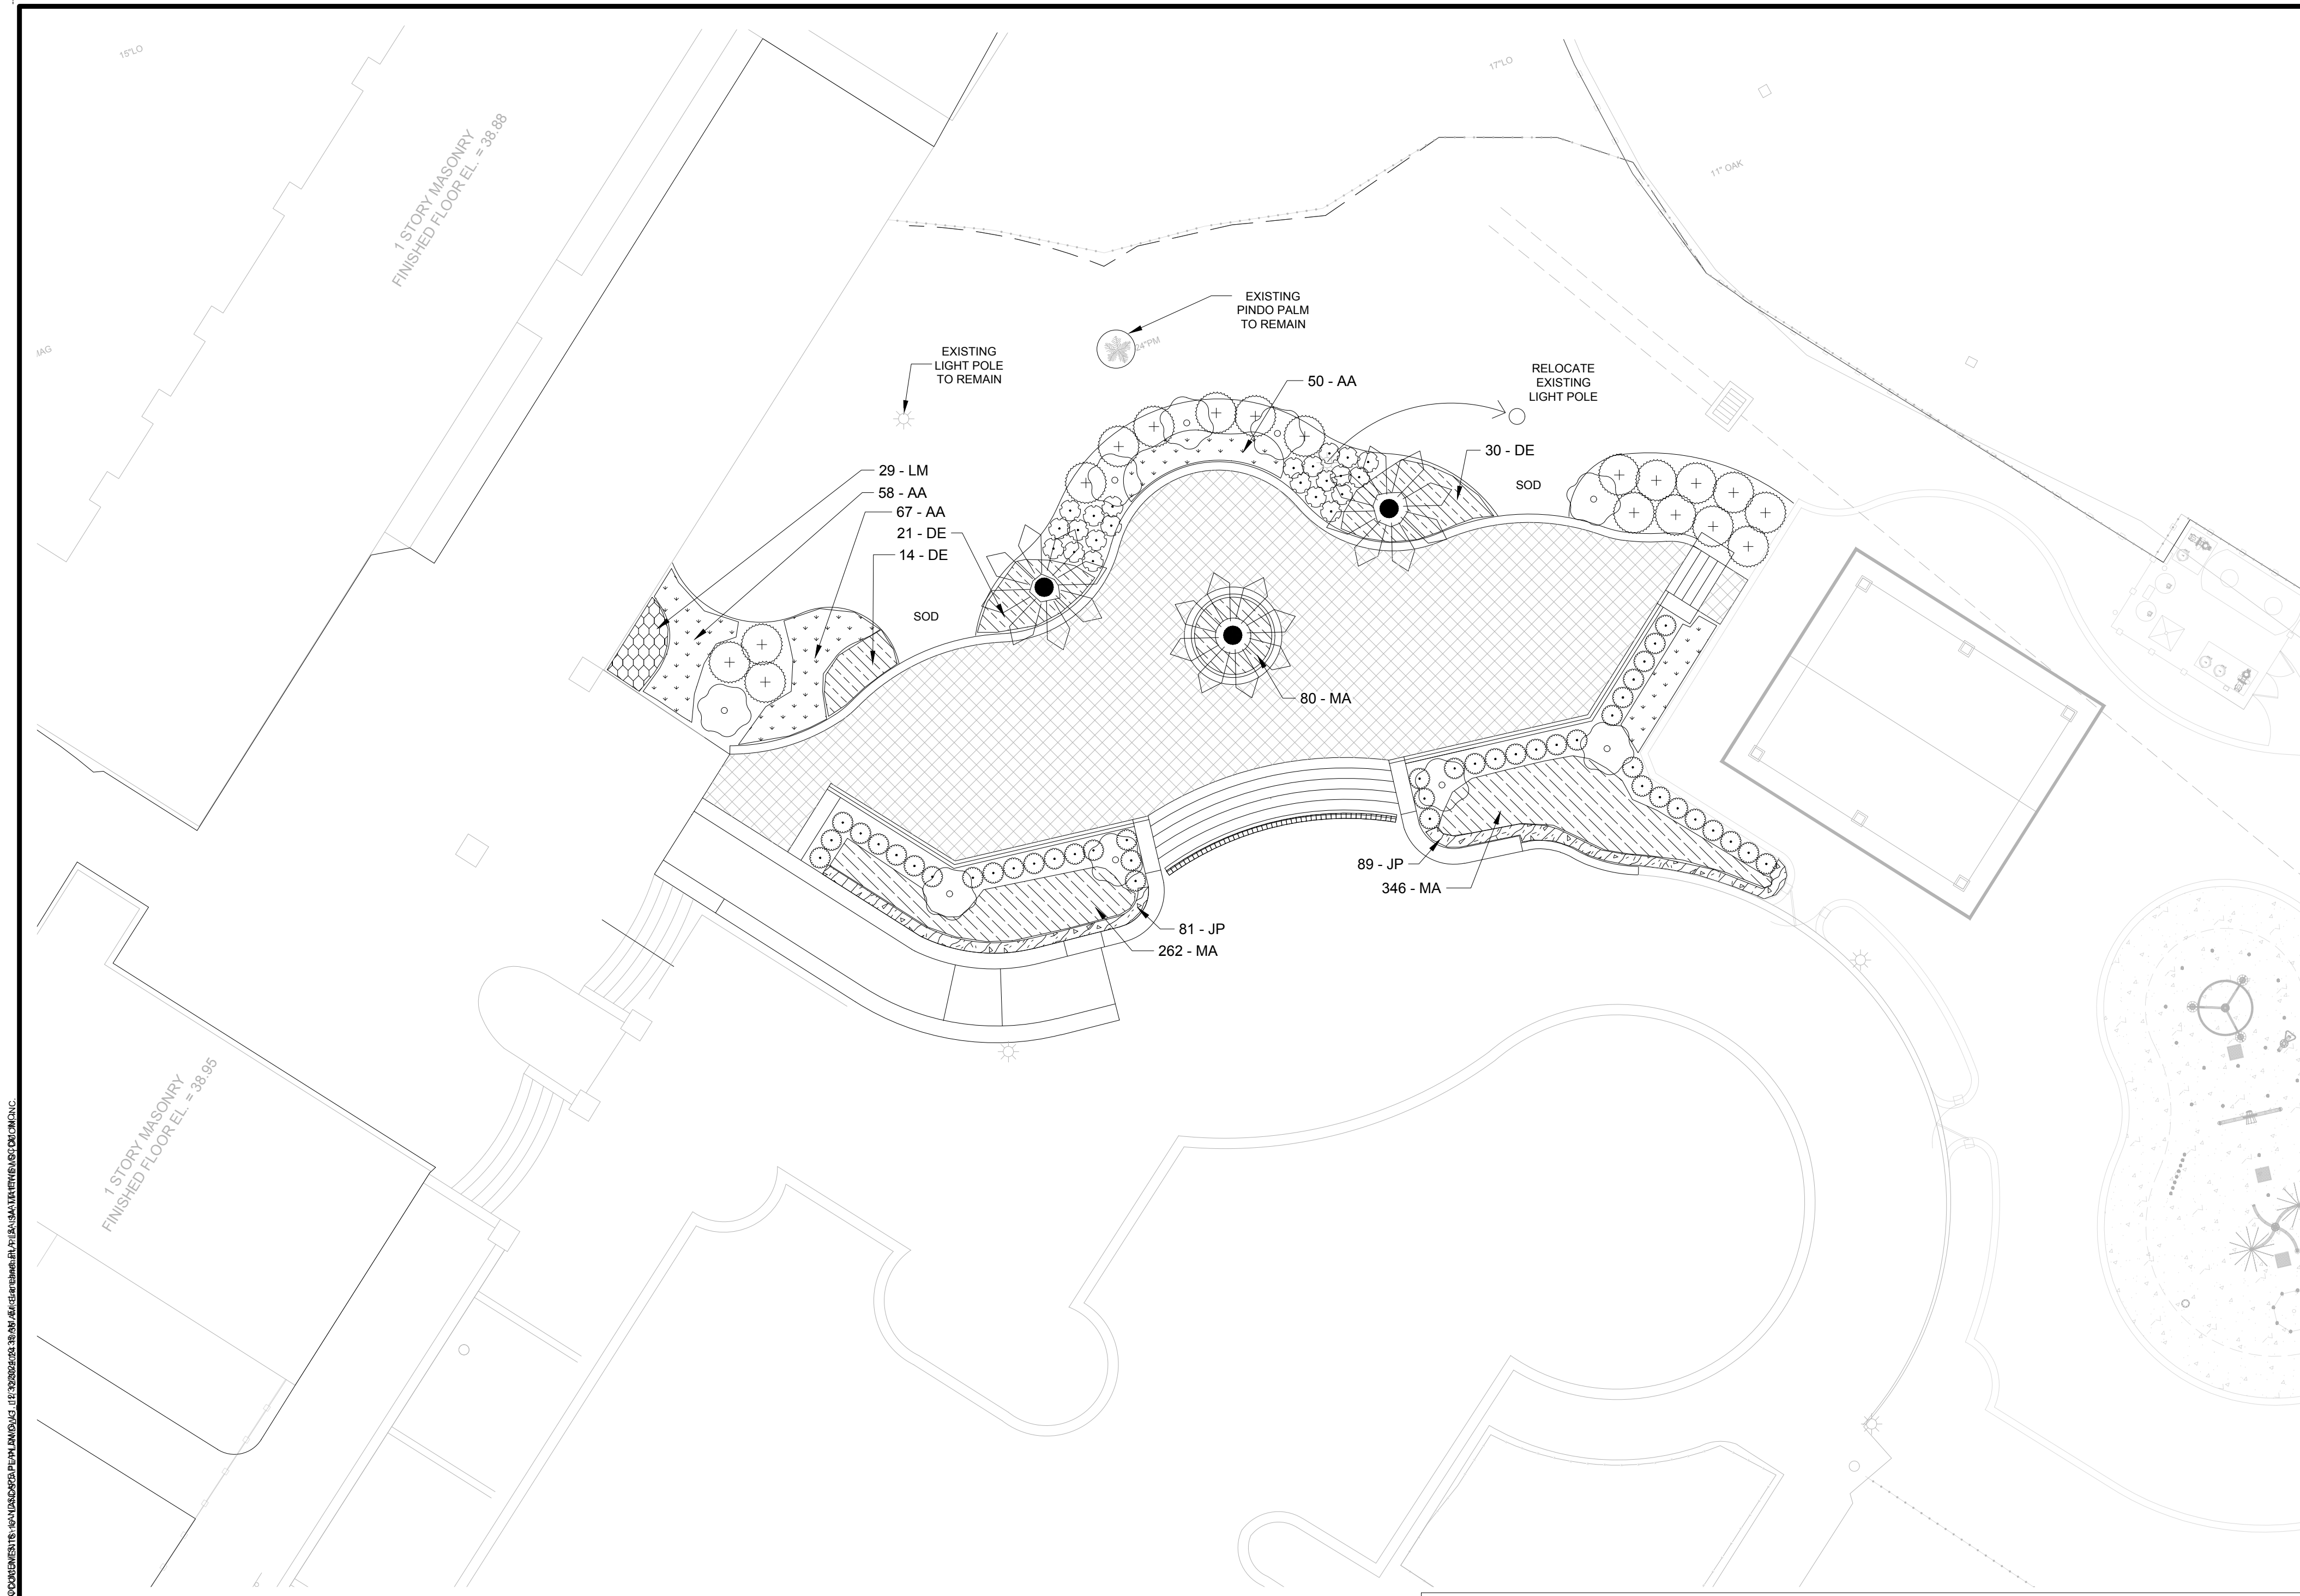 15"LO
17"LO
11" OAK
1 STORY MASONRY
FINISHED FLOOR EL. = 38.88
EXISTING
PINDO PALM
TO REMAIN
24"PM
EXISTING
LIGHT POLE
TO REMAIN
RELOCATE
EXISTING
LIGHT POLE
50 - AA
30 - DE
SOD
29 - LM
58 - AA
67 - AA
21 - DE
14 - DE
SOD
80 - MA
89 - JP
346 - MA
81 - JP
262 - MA
1 STORY MASONRY
FINISHED FLOOR EL. = 38.95